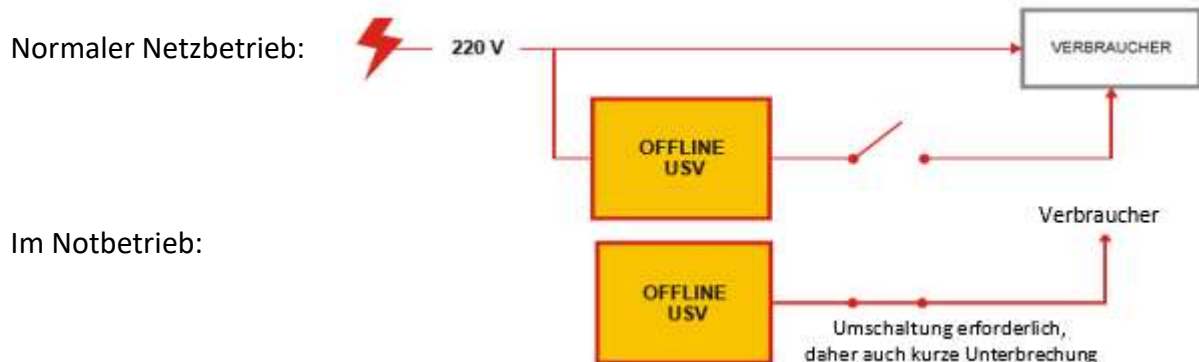 Normaler Netzbetrieb:
220 V
VERBRAUCHER
OFFLINE
USV
Verbraucher
Im Notbetrieb:
OFFLINE
USV
Umschaltung erforderlich,
daher auch kurze Unterbrechung